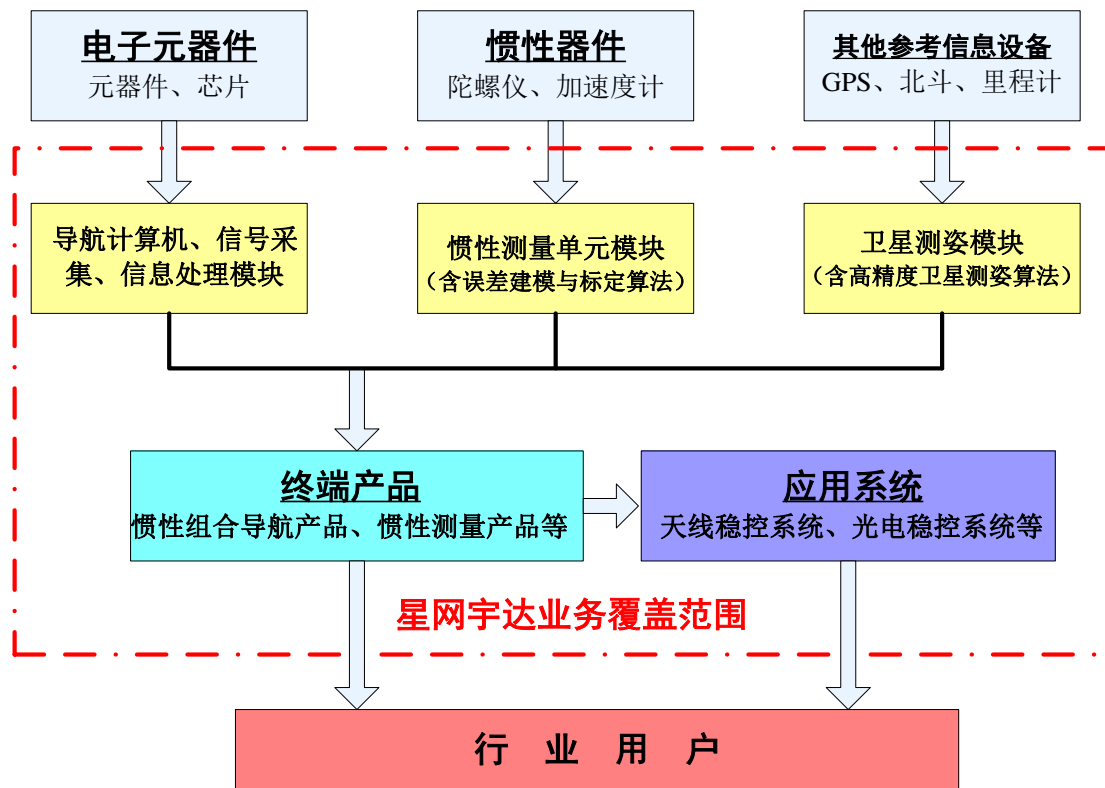 电子元器件
元器件、芯片
惯性器件
陀螺仪、加速度计
其他参考信息设备
GPS、北斗、里程计
导航计算机、信号采
集、信息处理模块
惯性测量单元模块
（含误差建模与标定算法）
卫星测姿模块
（含高精度卫星测姿算法）
终端产品
惯性组合导航产品、惯性测量产品等
应用系统
天线稳控系统、光电稳控系统等
星网宇达业务覆盖范围
行 业 用 户